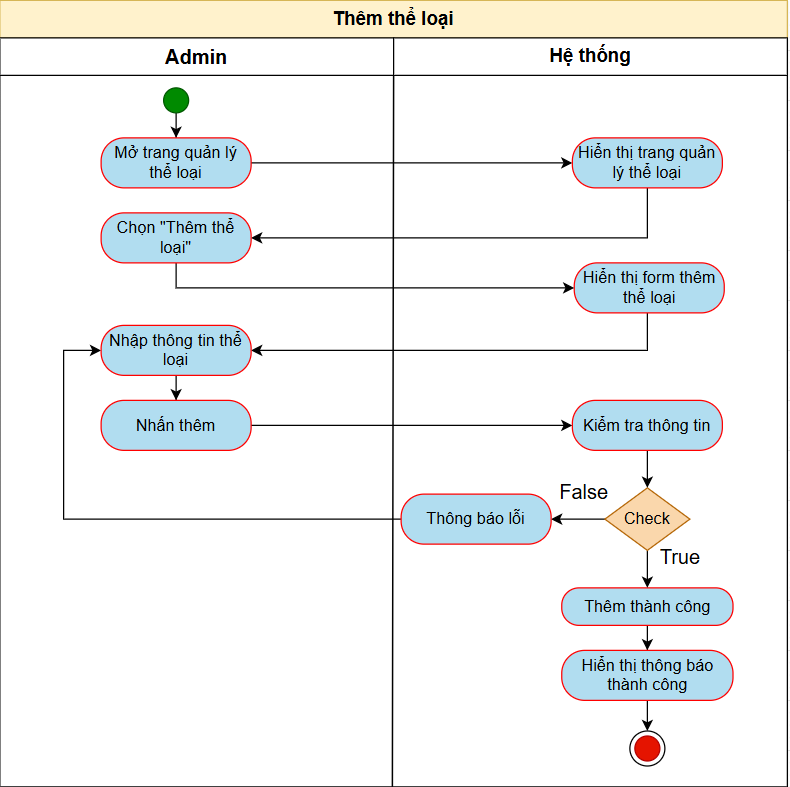 Thêm thể loại
Admin
Hệ thống
Mở trang quản lý
thể loại
Hiển thị trang quản
lý thể loại
Chọn "Thêm thể
loại"
Hiển thị form thêm
thể loại
Nhập thông tin thể
loại
Nhấn thêm
Kiểm tra thông tin
False
Thông báo lỗi
Check
True
Thêm thành công
Hiển thị thông báo
thành công